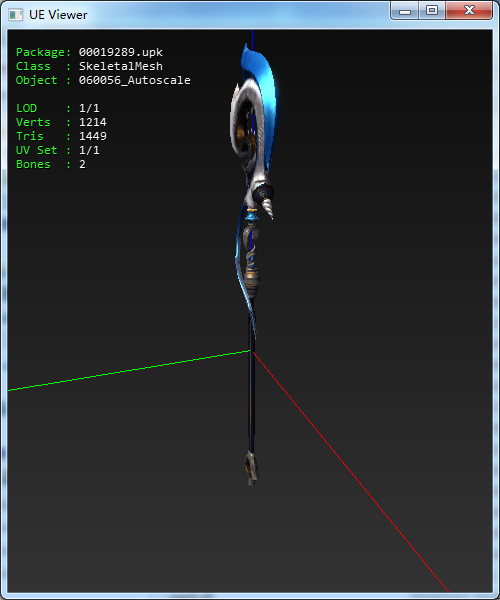 UE Viewer
Package: 00019289.upk
Class : SkeletalMesh
Object : 060056_Autoscale
LOD : 1/1
Verts : 1214
Tris : 1449
UV Set : 1/1
Bones : 2